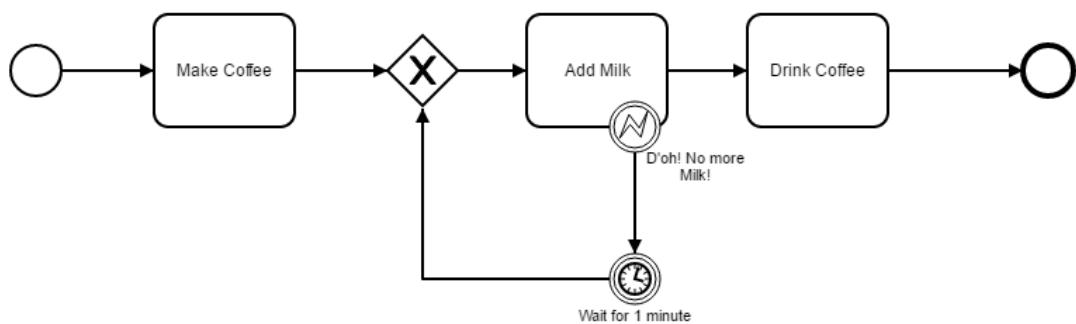 Make Coffee
Add Milk
Drink Coffee
D'oh! No more
Milk!
Wait for 1 minute